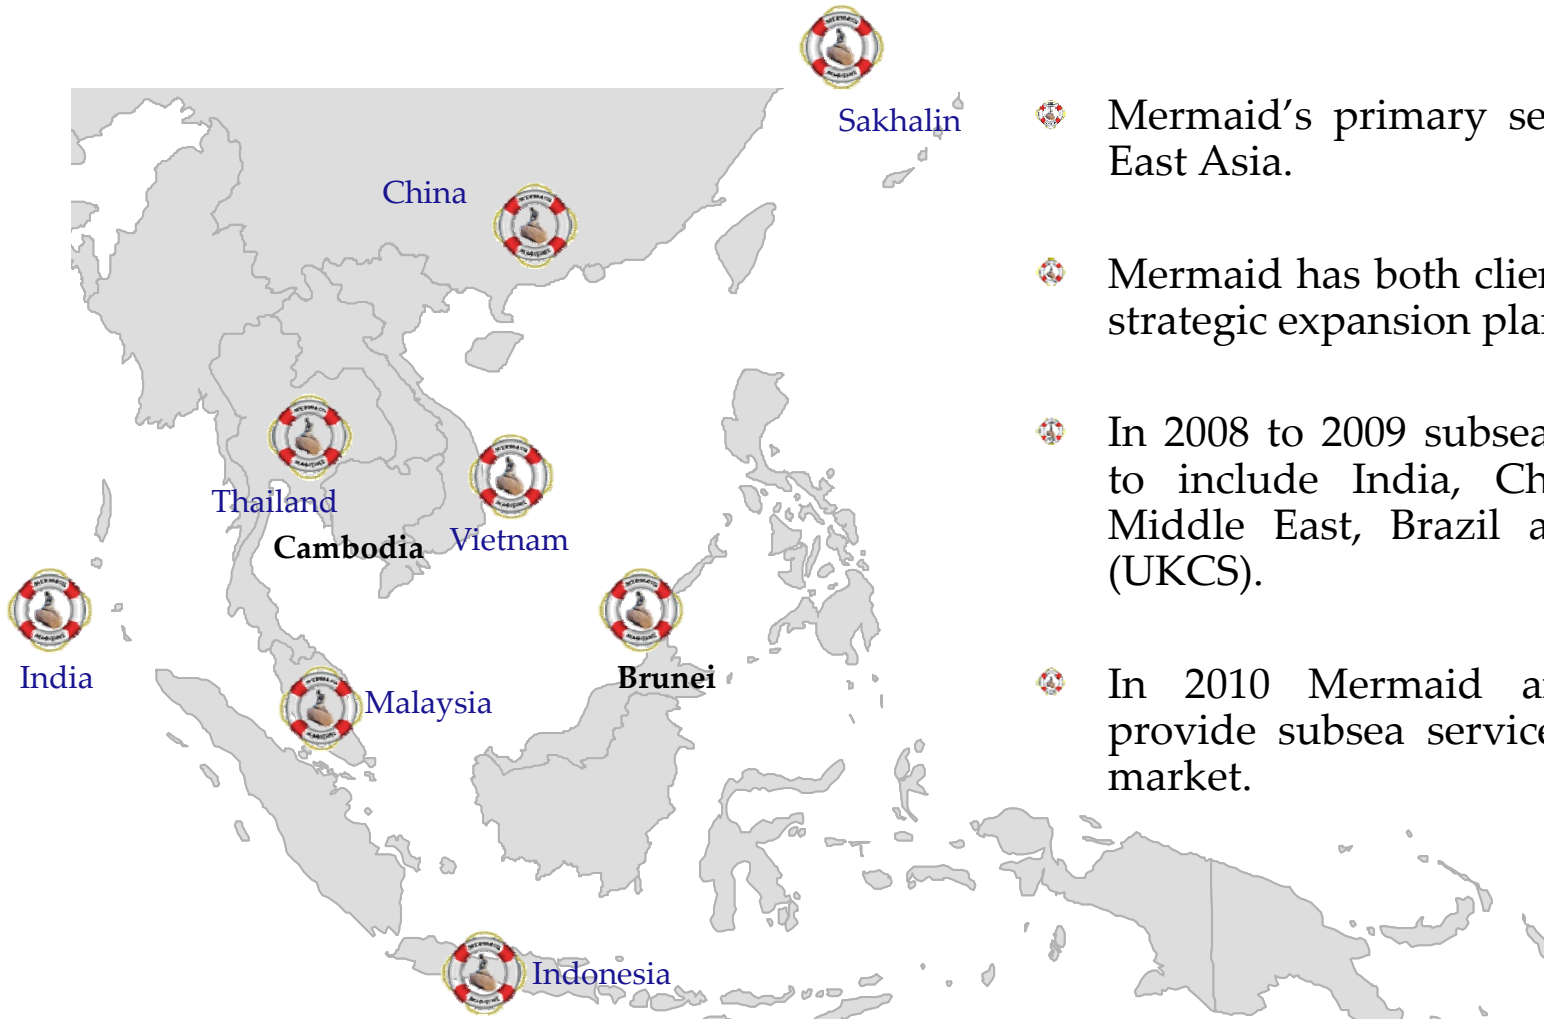 Sakhalin
China
Thailand
Cambodia
Vietnam
India
Malaysia
Brunei
Indonesia
Mermaid’s primary se
East Asia.
Mermaid has both clien
strategic expansion plan
In 2008 to 2009 subsea
to include India, Ch
Middle East, Brazil a
(UKCS).
In 2010 Mermaid a
provide subsea service
market.